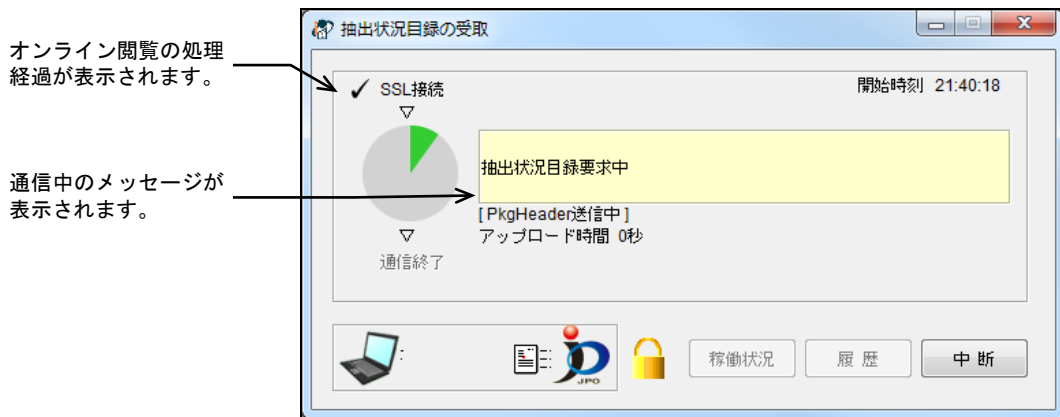 抽出状況目録の受取
オンライン閲覧の処理
経過が表示されます。
SSL接続
開始時刻 21:40:18
抽出状況目録要求中
通信中のメッセージが
表示されます。
[ PkgHeader送信中 ]
アップロード時間 0秒
通信終了
JPO
稼働状況
履 歴
中 断